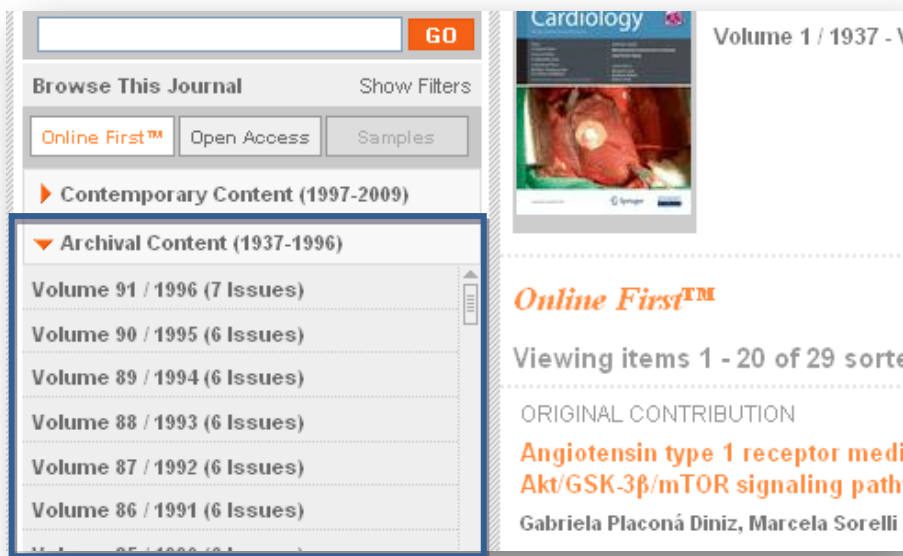 GO
Browse This Journal Show Filters
Online First™ Open Access Samples
Contemporary Content (1997-2009)
Archival Content (1937-1996)
Volume 91 / 1996 (7 Issues)
Volume 90 / 1995 (6 Issues)
Volume 89 / 1994 (6 Issues)
Volume 88 / 1993 (6 Issues)
Volume 87 / 1992 (6 Issues)
Volume 86 / 1991 (6 Issues)
Cardiology
Springer
Volume 1 / 1937 - V
Online First™
Viewing items 1 - 20 of 29 sorte
ORIGINAL CONTRIBUTION
Angiotensin type 1 receptor medi
Akt/GSK-3β/mTOR signaling path
Gabriela Placoná Diniz, Marcela Sorelli